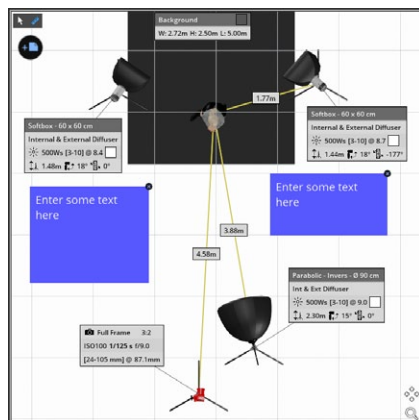 Background
W: 2.72m H: 2.50m L: 5.00m
1.77m
Softbox - 60 x 60 cm
Internal & External Diffuser
500Ws [3-10] @ 8.4
1.48m 18° 0°
Softbox - 60 x 60 cm
Internal & External Diffuser
500Ws [3-10] @ 8.7
1.44m 18° -177°
Enter some text
here
Enter some text
here
3.88m
4.58m
Parabolic - Invers - Ø 90 cm
Int & Ext Diffuser
500Ws [3-10] @ 9.0
2.30m 15° 0°
Full Frame 3:2
ISO100 1/125 s f/9.0
[24-105 mm] @ 87.1mm